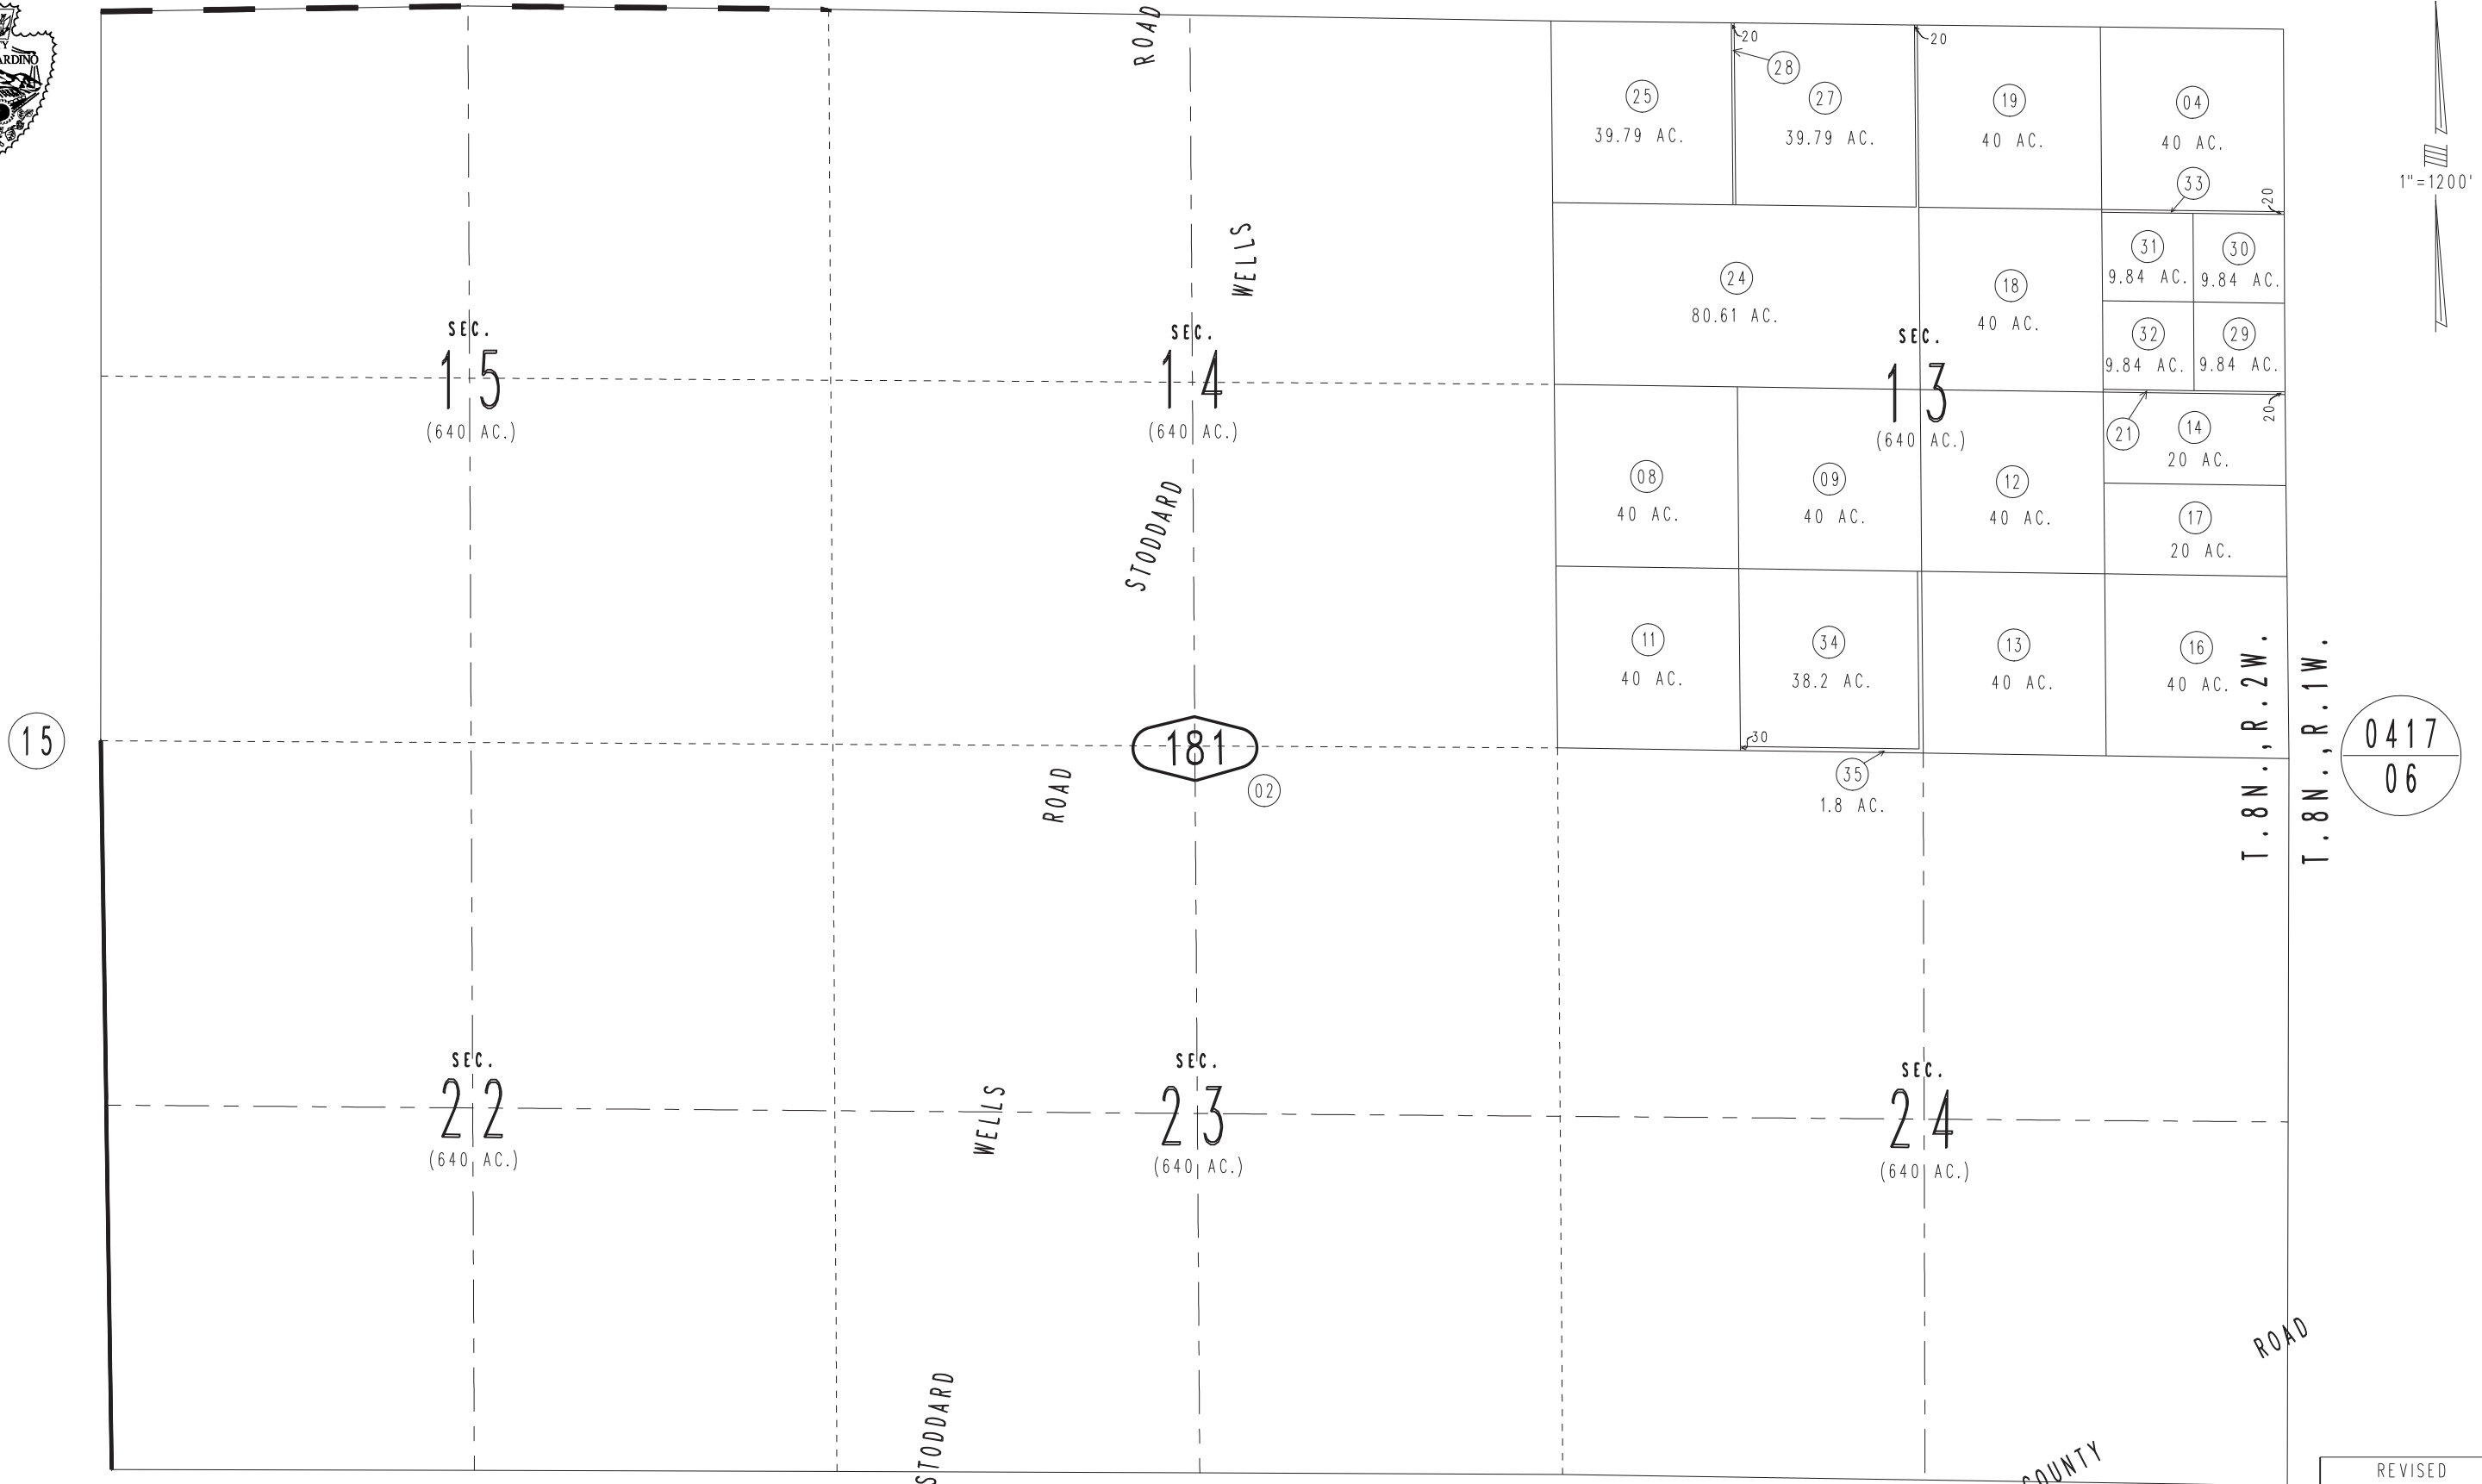 ARDINO
ROAD
WELLS
STODDARD
ROAD
WELLS
STODDARD
SEC.
15
(640 AC.)
SEC.
14
(640 AC.)
SEC.
13
(640 AC.)
SEC.
22
(640 AC.)
SEC.
23
(640 AC.)
SEC.
24
(640 AC.)
15
181
02
25
39.79 AC.
20
28
27
39.79 AC.
20
19
40 AC.
04
40 AC.
33
20
24
80.61 AC.
18
40 AC.
31
9.84 AC.
30
9.84 AC.
32
9.84 AC.
29
9.84 AC.
20
21
14
20 AC.
08
40 AC.
09
40 AC.
12
40 AC.
17
20 AC.
11
40 AC.
34
38.2 AC.
13
40 AC.
16
40 AC.
30
35
1.8 AC.
T.8N.,R.2W.
T.8N.,R.1W.
0417
06
1"=1200'
ROAD
COUNTY
REVISED